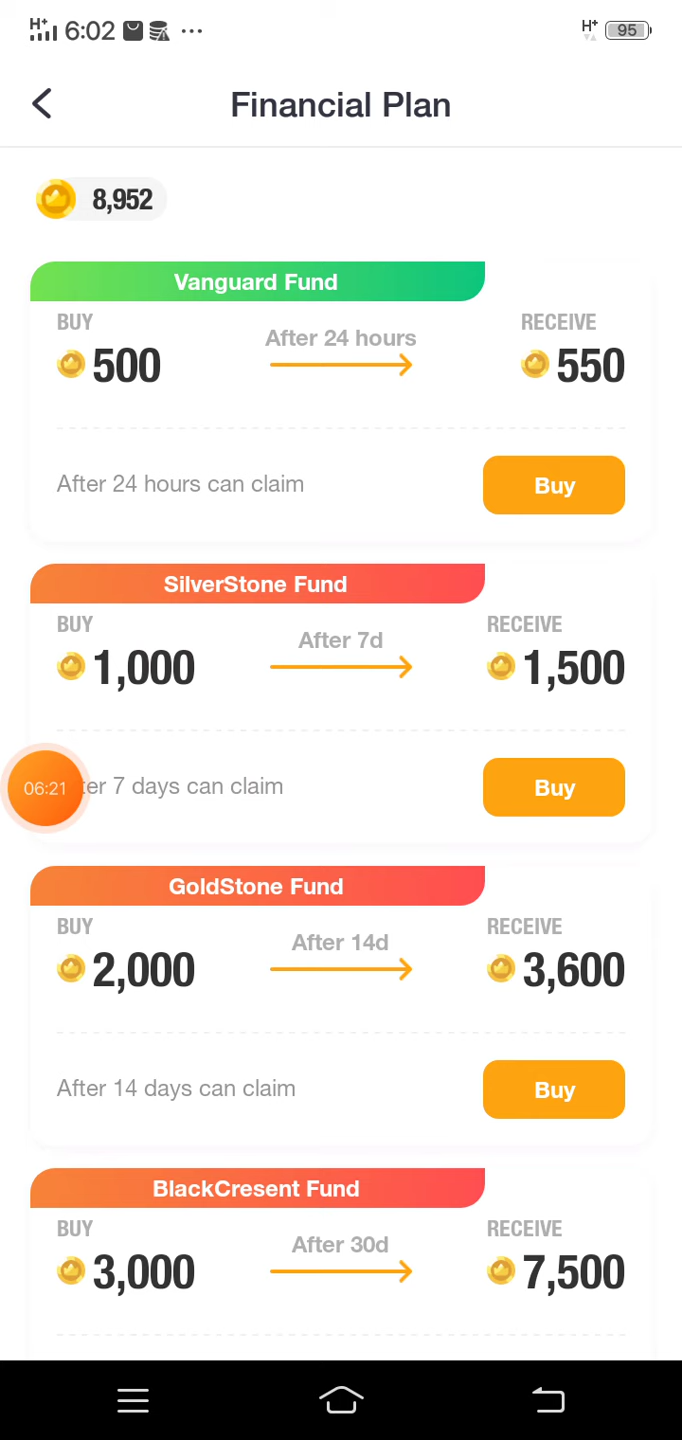 H+ 6:02 ... H+ 95
Financial Plan
8,952
Vanguard Fund
BUY After 24 hours RECEIVE
500 550
After 24 hours can claim Buy
SilverStone Fund
BUY After 7d RECEIVE
1,000 1,500
06:21 ter 7 days can claim Buy
GoldStone Fund
BUY After 14d RECEIVE
2,000 3,600
After 14 days can claim Buy
BlackCresent Fund
BUY After 30d RECEIVE
3,000 7,500